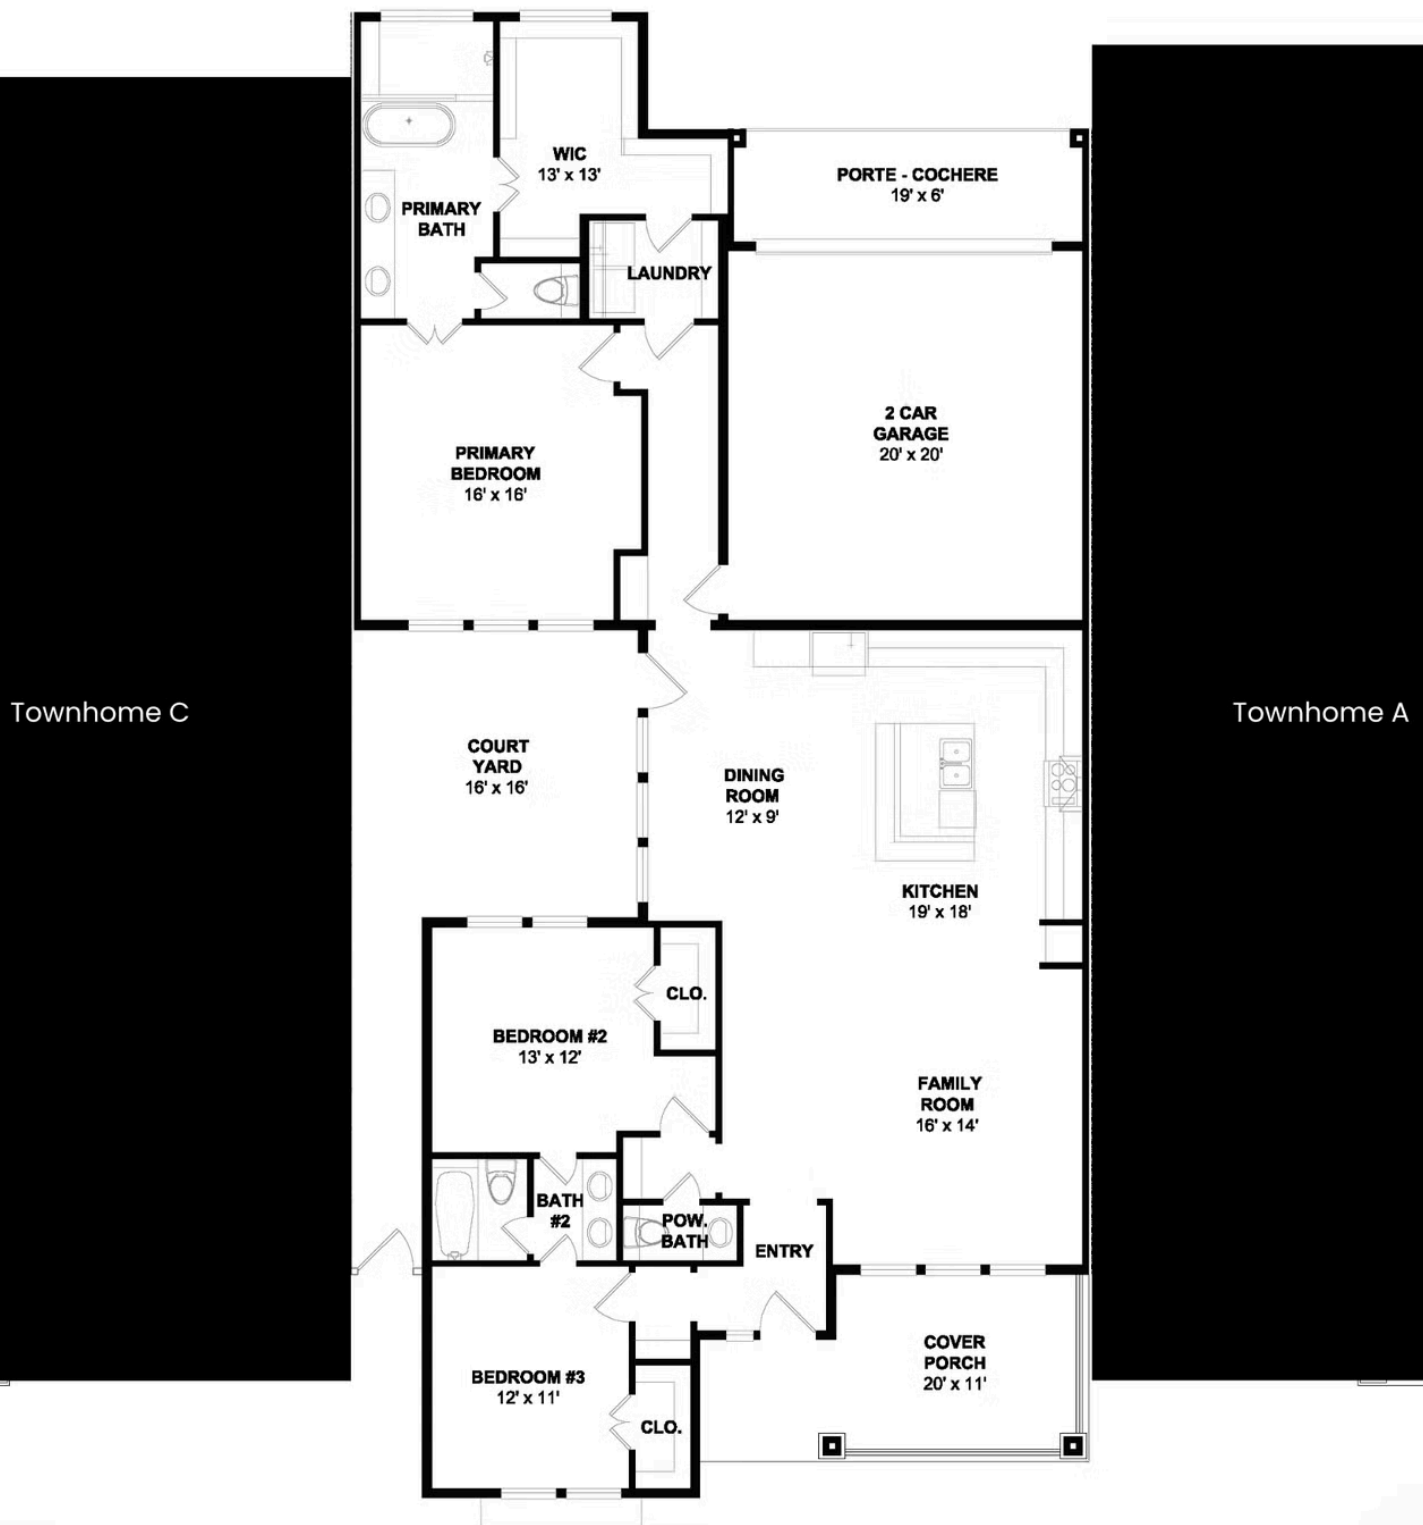 WIC
13' x 13'
PORTE - COCHERE
19' x 6'
PRIMARY
BATH
LAUNDRY
2 CAR
GARAGE
20' x 20'
PRIMARY
BEDROOM
16' x 16'
Townhome C
Townhome A
COURT
YARD
16' x 16'
DINING
ROOM
12' x 9'
KITCHEN
19' x 18'
CLO.
BEDROOM #2
13' x 12'
FAMILY
ROOM
16' x 14'
BATH
#2
POW.
BATH
ENTRY
COVER
PORCH
20' x 11'
BEDROOM #3
12' x 11'
CLO.